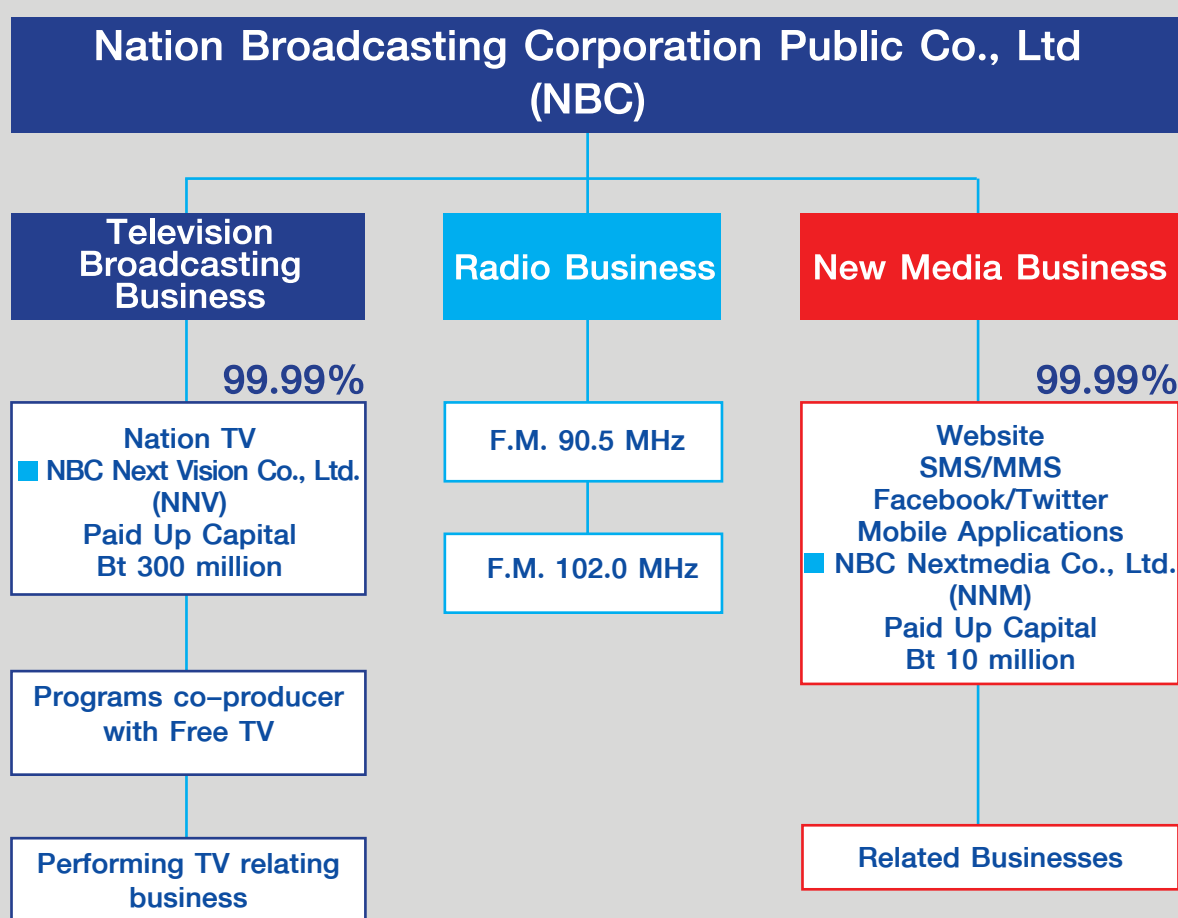 Nation Broadcasting Corporation Public Co., Ltd
(NBC)
Television
Broadcasting
Business
99.99%
Nation TV
NBC Next Vision Co., Ltd.
(NNV)
Paid Up Capital
Bt 300 million
Programs co-producer
with Free TV
Performing TV relating
business
Radio Business
F.M. 90.5 MHz
F.M. 102.0 MHz
New Media Business
99.99%
Website
SMS/MMS
Facebook/Twitter
Mobile Applications
NBC Nextmedia Co., Ltd.
(NNM)
Paid Up Capital
Bt 10 million
Related Businesses